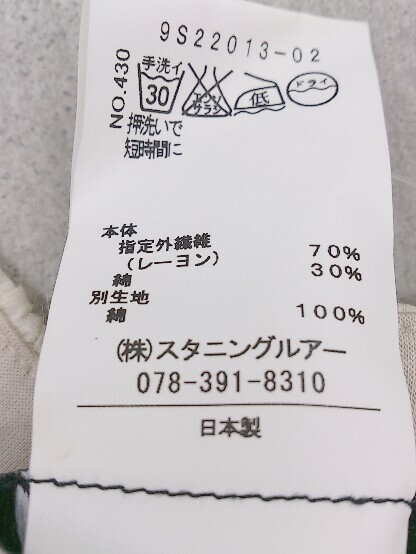 9S22013-02
NO.430
手洗イ
30
エンソ
サラシ
低
ドライ
押洗いで
短時間に
本体
指定外繊維
(レーヨン) 70%
綿 30%
別生地
綿 100%
(株)スタニングルアー
078-391-8310
日本製